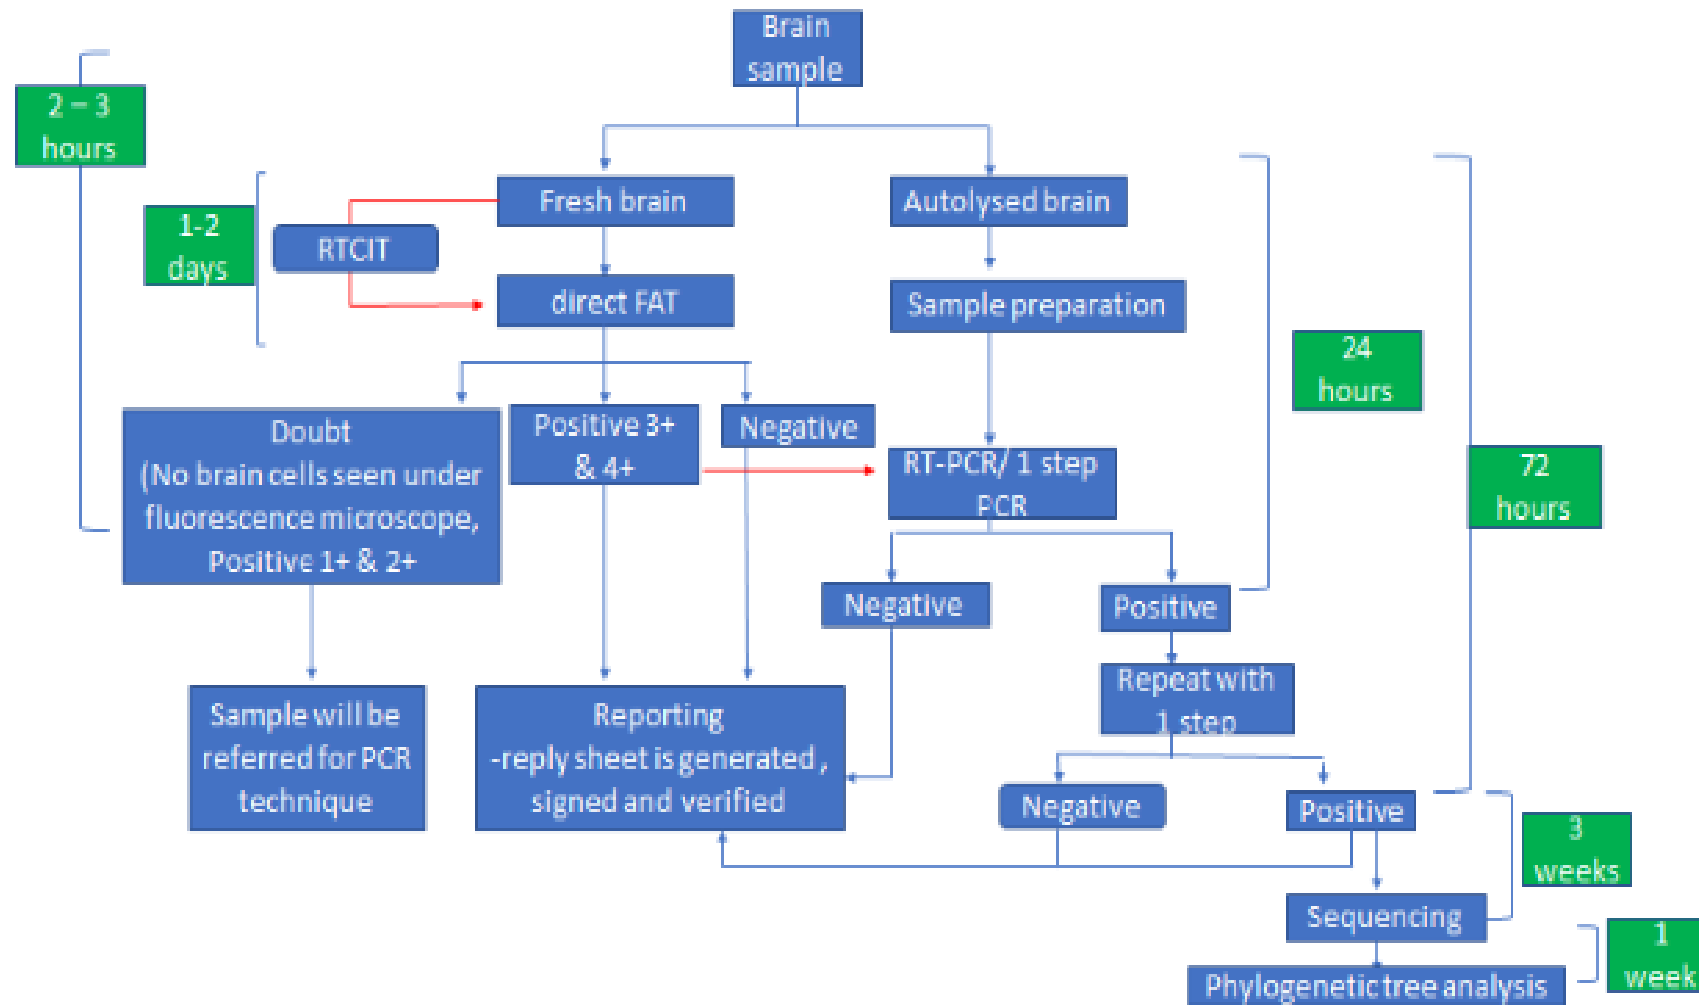 Brain
sample
2 – 3
hours
Fresh brain
Autolysed brain
1-2
days
RTCIT
direct FAT
Sample preparation
24
hours
Doubt
(No brain cells seen under
fluorescence microscope,
Positive 1+ & 2+
Positive 3+
& 4+
Negative
RT-PCR/ 1 step
PCR
72
hours
Negative
Positive
Repeat with
1 step
Sample will be
referred for PCR
technique
Reporting
-reply sheet is generated ,
signed and verified
Negative
Positive
3
weeks
Sequencing
1
week
Phylogenetic tree analysis